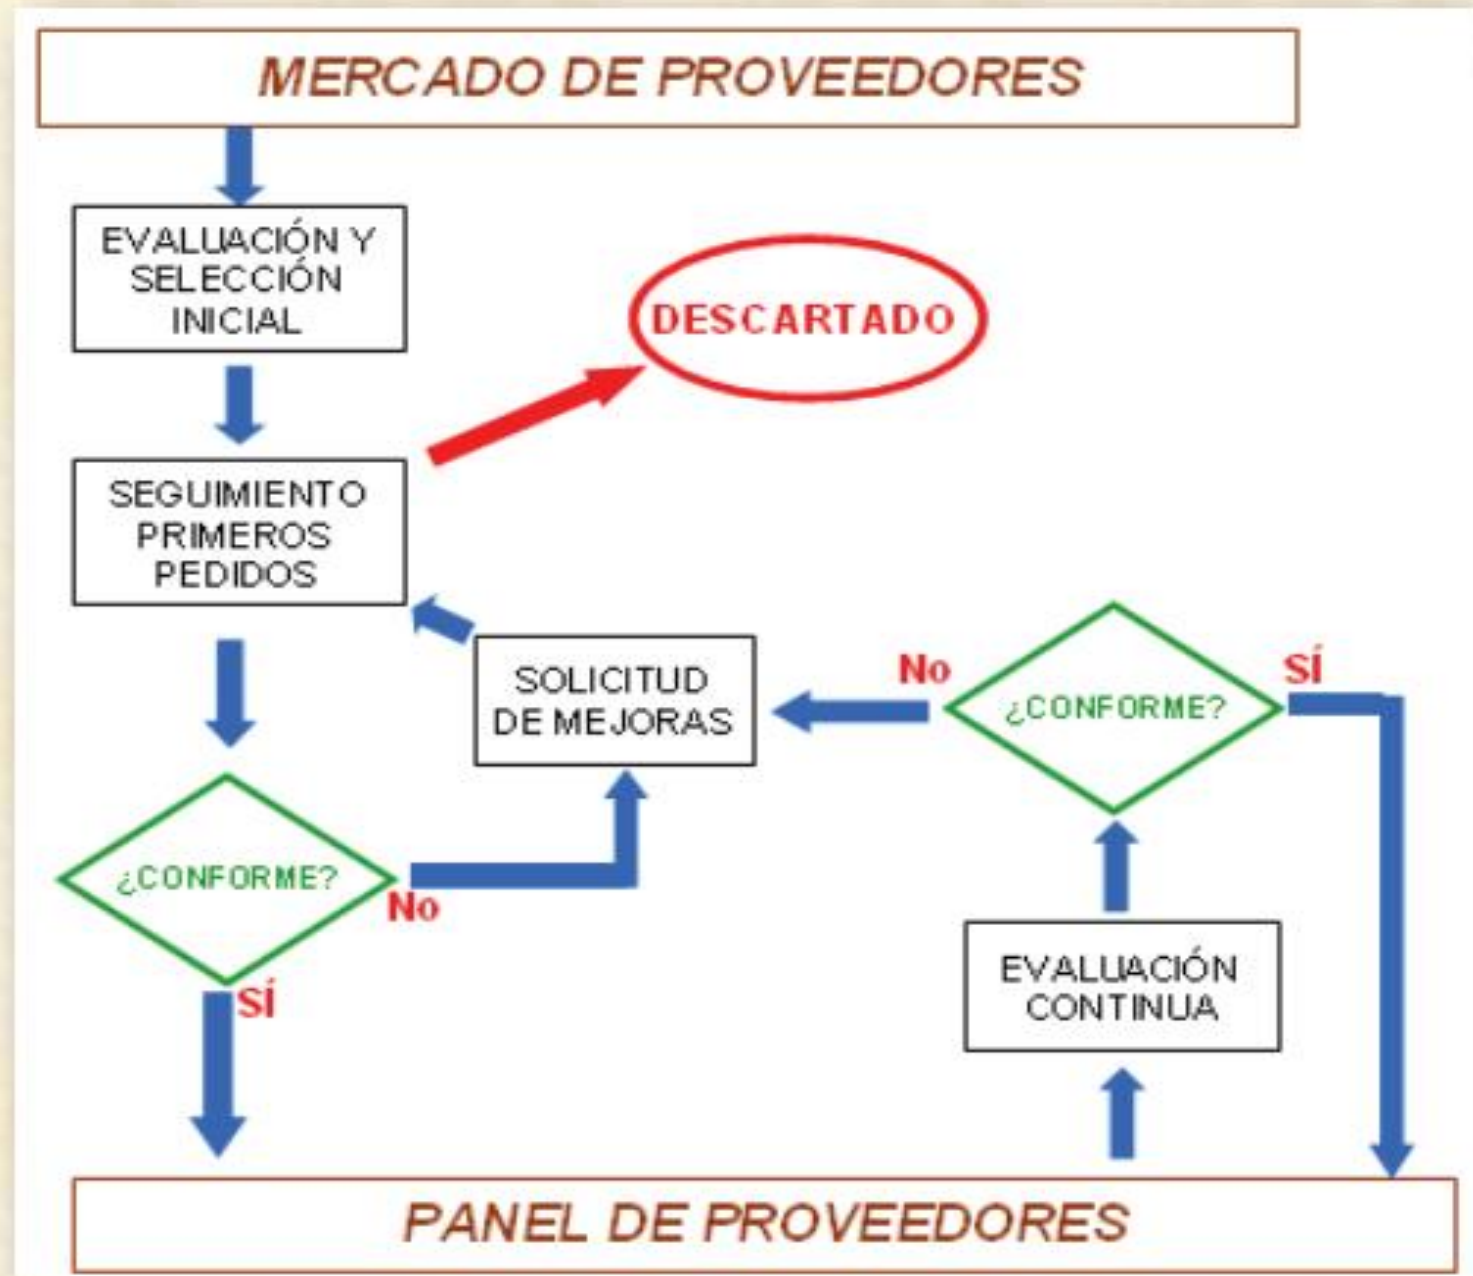 MERCADO DE PROVEEDORES
EVALUACIÓN Y
SELECCIÓN
INICIAL
DESCARTADO
SEGUIMIENTO
PRIMEROS
PEDIDOS
SOLICITUD
DE MEJORAS
No
¿CONFORME?
SÍ
¿CONFORME?
No
SÍ
EVALUACIÓN
CONTINUA
PANEL DE PROVEEDORES